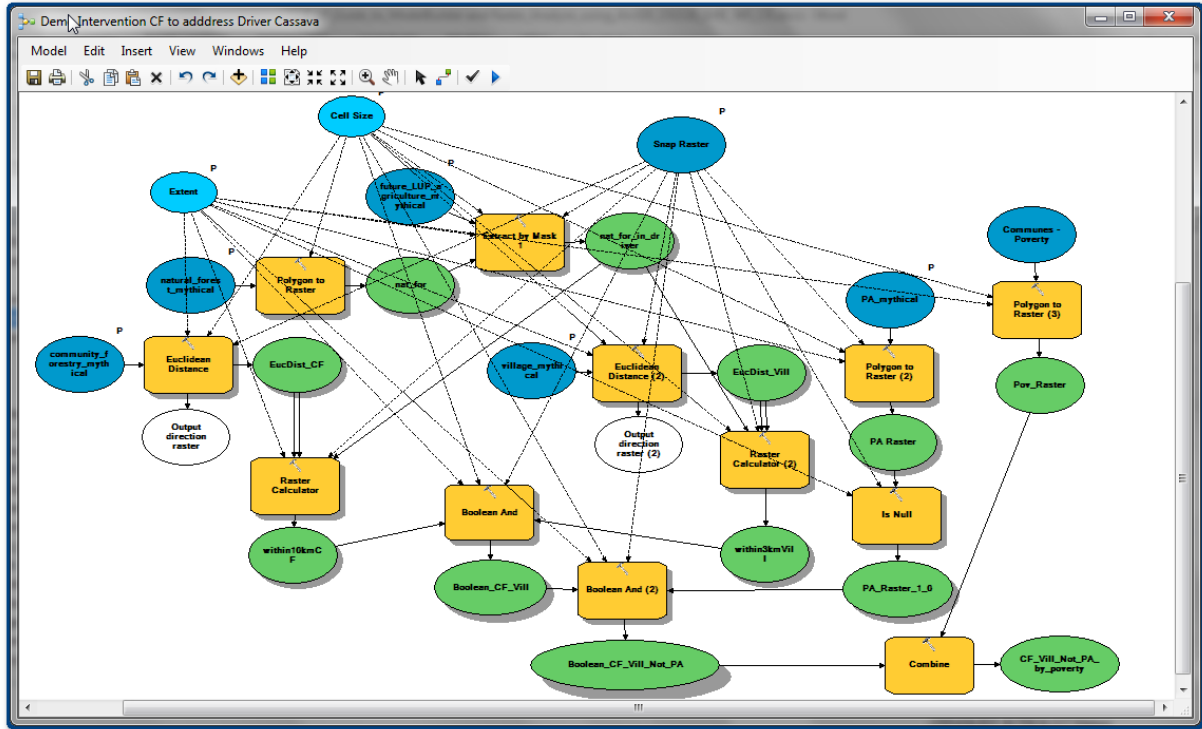 Demo_Intervention CF to adddress Driver Cassava
Model Edit Insert View Windows Help
P
Cell Size
P
Snap Raster
P
Extent
P
future_LUP_a
griculture_m
ythical
Extract by Mask
1
nat_for_in_dr
iver
P
Communes -
Poverty
P
natural_fores
t_mythical
Polygon to
Raster
nat_for
P
PA_mythical
Polygon to
Raster (3)
P
community_f
orestry_myth
ical
Euclidean
Distance
EucDist_CF
P
village_myth
ical
Euclidean
Distance (2)
EucDist_Vill
Polygon to
Raster (2)
Pov_Raster
Output
direction
raster
Output
direction
raster (2)
PA Raster
Raster
Calculator
Raster
Calculator (2)
Boolean And
Is Null
within10kmC
F
within3kmVil
l
Boolean_CF_Vill
Boolean And (2)
PA_Raster_1_0
Boolean_CF_Vill_Not_PA
Combine
CF_Vill_Not_PA_
by_poverty